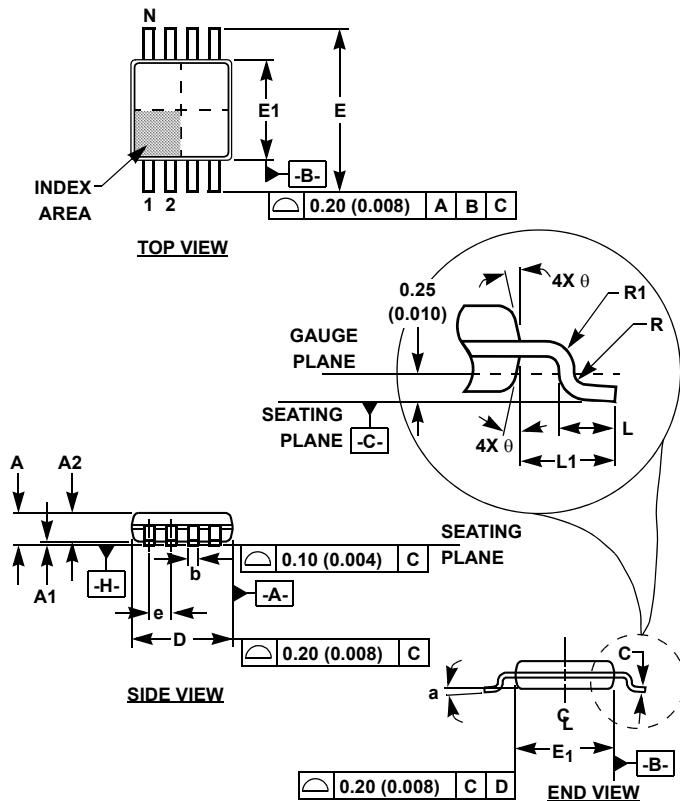 N
E1
E
-B-
INDEX
AREA
1 2
⌓ 0.20 (0.008) A B C
TOP VIEW
0.25
(0.010)
4X θ
R1
R
GAUGE
PLANE
SEATING
PLANE
-C-
4X θ
L
L1
A
A2
SEATING
PLANE
A1
-H-
b
⌓ 0.10 (0.004) C
e
-A-
D
⌓ 0.20 (0.008) C
SIDE VIEW
C
a
CL
E1
-B-
⌓ 0.20 (0.008) C D
END VIEW